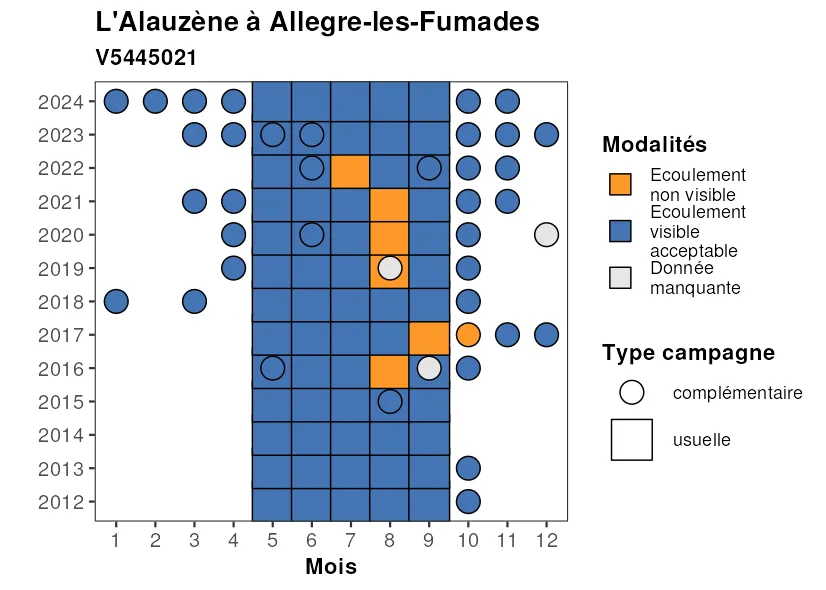 L'Alauzène à Allegre-les-Fumades
V5445021
2024
2023
2022
2021
2020
2019
2018
2017
2016
2015
2014
2013
2012
1 2 3 4 5 6 7 8 9 10 11 12
Mois
Modalités
Ecoulement
non visible
Ecoulement
visible
acceptable
Donnée
manquante
Type campagne
complémentaire
usuelle